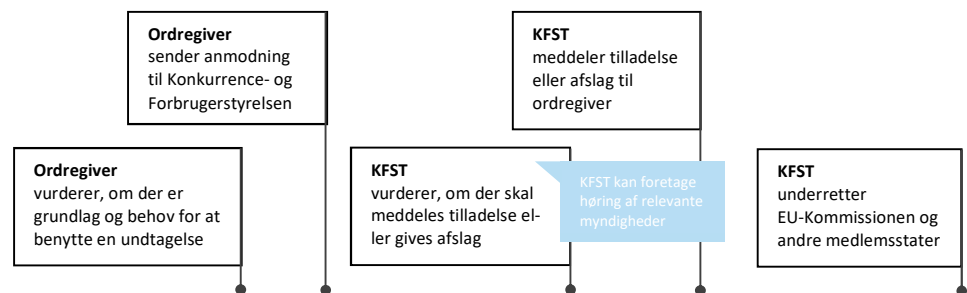 Ordregiver
vurderer, om der er
grundlag og behov for at
benytte en undtagelse
Ordregiver
sender anmodning
til Konkurrence- og
Forbrugerstyrelsen
KFST
vurderer, om der skal
meddeles tilladelse el-
ler gives afslag
KFST kan foretage
høring af relevante
myndigheder
KFST
meddeler tilladelse
eller afslag til
ordregiver
KFST
underretter
EU-Kommissionen og
andre medlemsstater